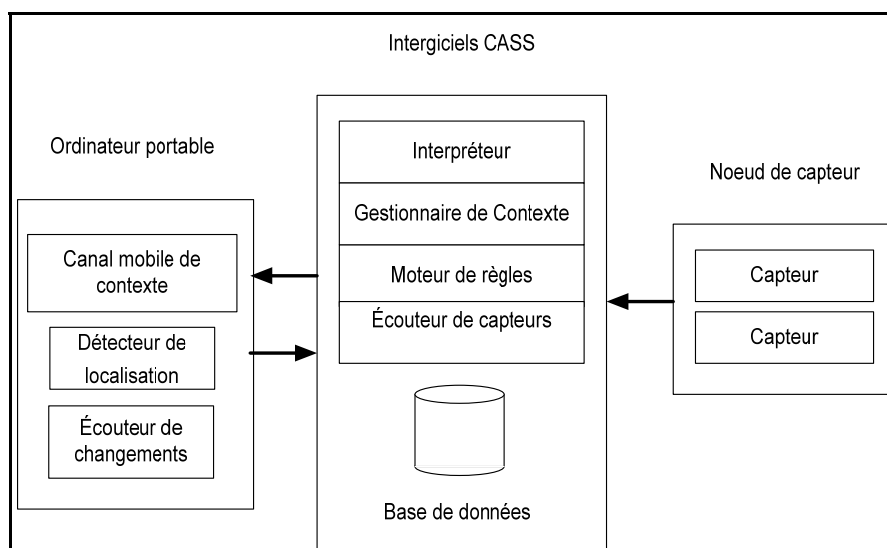 Intergiciels CASS
Ordinateur portable
Canal mobile de
contexte
Détecteur de
localisation
Écouteur de
changements
Interpréteur
Gestionnaire de Contexte
Moteur de règles
Écouteur de capteurs
Base de données
Noeud de capteur
Capteur
Capteur